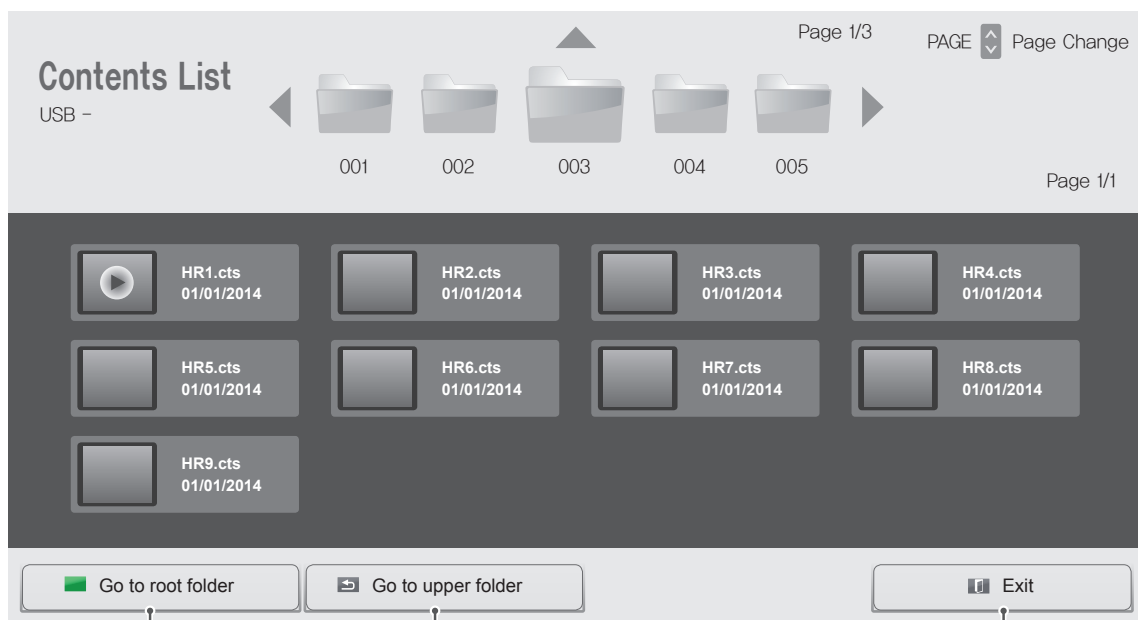 Page 1/3
PAGE Page Change
Contents List
USB -
001 002 003 004 005
Page 1/1
HR1.cts
01/01/2014
HR2.cts
01/01/2014
HR3.cts
01/01/2014
HR4.cts
01/01/2014
HR5.cts
01/01/2014
HR6.cts
01/01/2014
HR7.cts
01/01/2014
HR8.cts
01/01/2014
HR9.cts
01/01/2014
Go to root folder
Go to upper folder
Exit